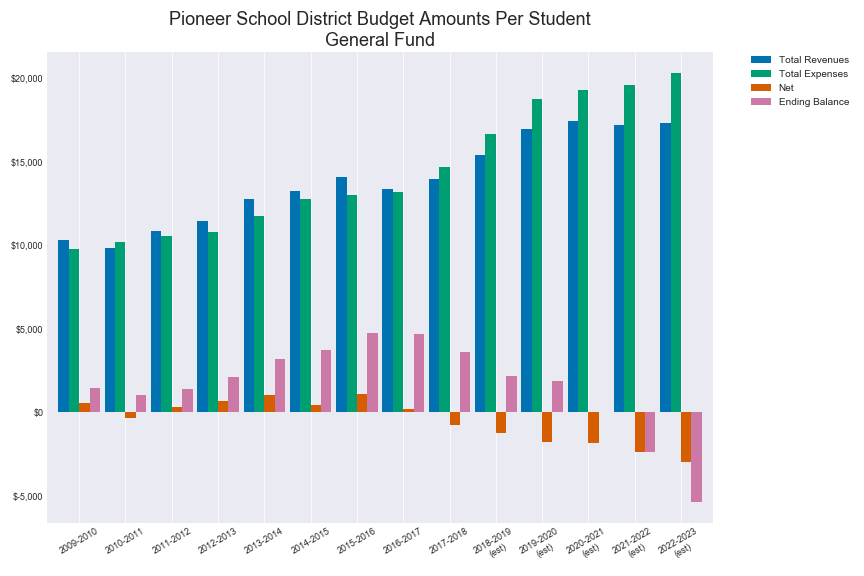 Pioneer School District Budget Amounts Per Student
General Fund
Total Revenues
Total Expenses
Net
Ending Balance
$20,000
$15,000
$10,000
$5,000
$0
$-5,000
2009-2010
2010-2011
2011-2012
2012-2013
2013-2014
2014-2015
2015-2016
2016-2017
2017-2018
2018-2019
(est)
2019-2020
(est)
2020-2021
(est)
2021-2022
(est)
2022-2023
(est)